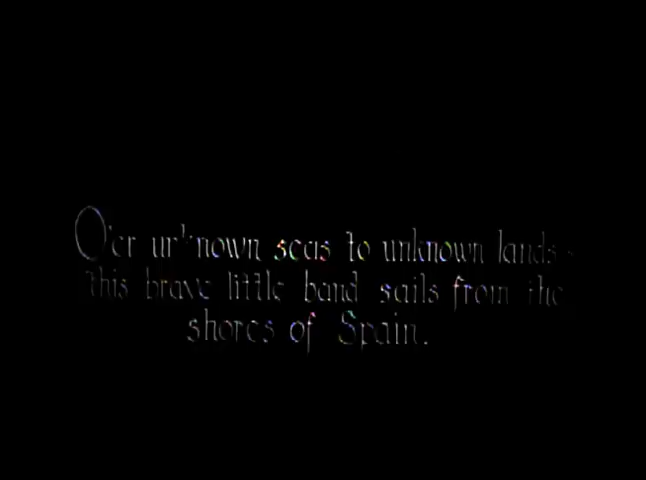 O'er unknown seas to unknown lands -
this brave little band sails from the
shores of Spain.